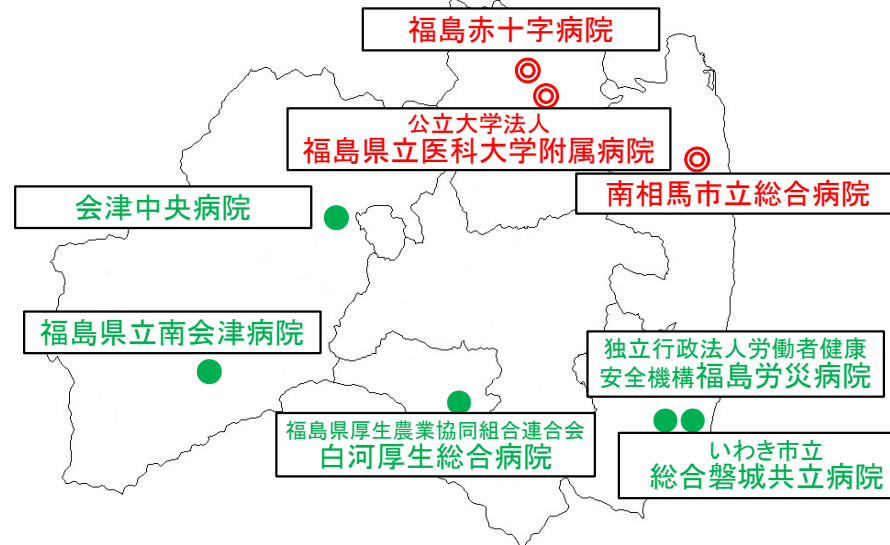 福島赤十字病院
公立大学法人
福島県立医科大学附属病院
南相馬市立総合病院
会津中央病院
福島県立南会津病院
独立行政法人労働者健康
安全機構福島労災病院
福島県厚生農業協同組合連合会
白河厚生総合病院
いわき市立
総合磐城共立病院